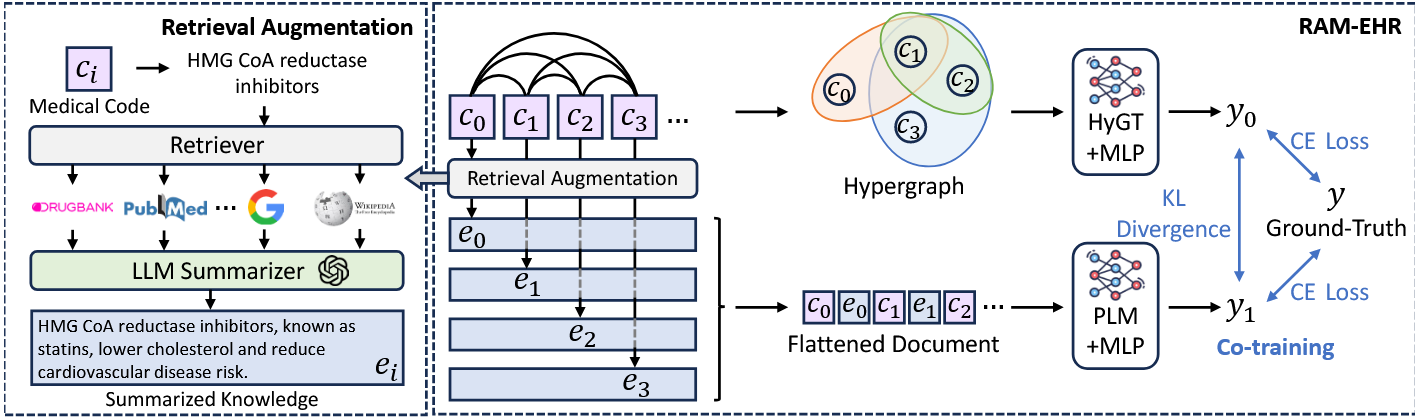 Retrieval Augmentation
c_i
HMG CoA reductase
inhibitors
Medical Code
Retriever
DRUGBANK
PubMed
...
G
WIKIPEDIA
The Free Encyclopedia
LLM Summarizer
HMG CoA reductase inhibitors, known as
statins, lower cholesterol and reduce
cardiovascular disease risk.
e_i
Summarized Knowledge
RAM-EHR
c_0 c_1 c_2 c_3 ...
Retrieval Augmentation
e_0
e_1
e_2
e_3
c_0
c_1
c_2
c_3
Hypergraph
HyGT
+MLP
y_0
CE Loss
KL
Divergence
y
Ground-Truth
c_0 e_0 c_1 e_1 c_2 ...
Flattened Document
PLM
+MLP
y_1
CE Loss
Co-training